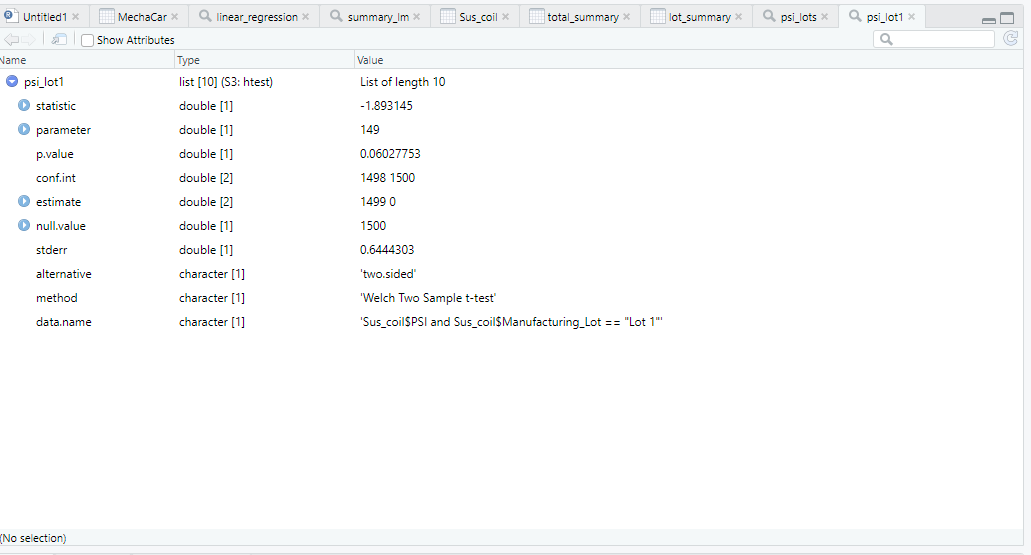 Untitled1 MechaCar linear_regression summary_lm Sus_coil total_summary lot_summary psi_lots psi_lot1
Show Attributes
Name Type Value
psi_lot1 list [10] (S3: htest) List of length 10
statistic double [1] -1.893145
parameter double [1] 149
p.value double [1] 0.06027753
conf.int double [2] 1498 1500
estimate double [2] 1499 0
null.value double [1] 1500
stderr double [1] 0.6444303
alternative character [1] 'two.sided'
method character [1] 'Welch Two Sample t-test'
data.name character [1] 'Sus_coil$PSI and Sus_coil$Manufacturing_Lot == "Lot 1"'
(No selection)